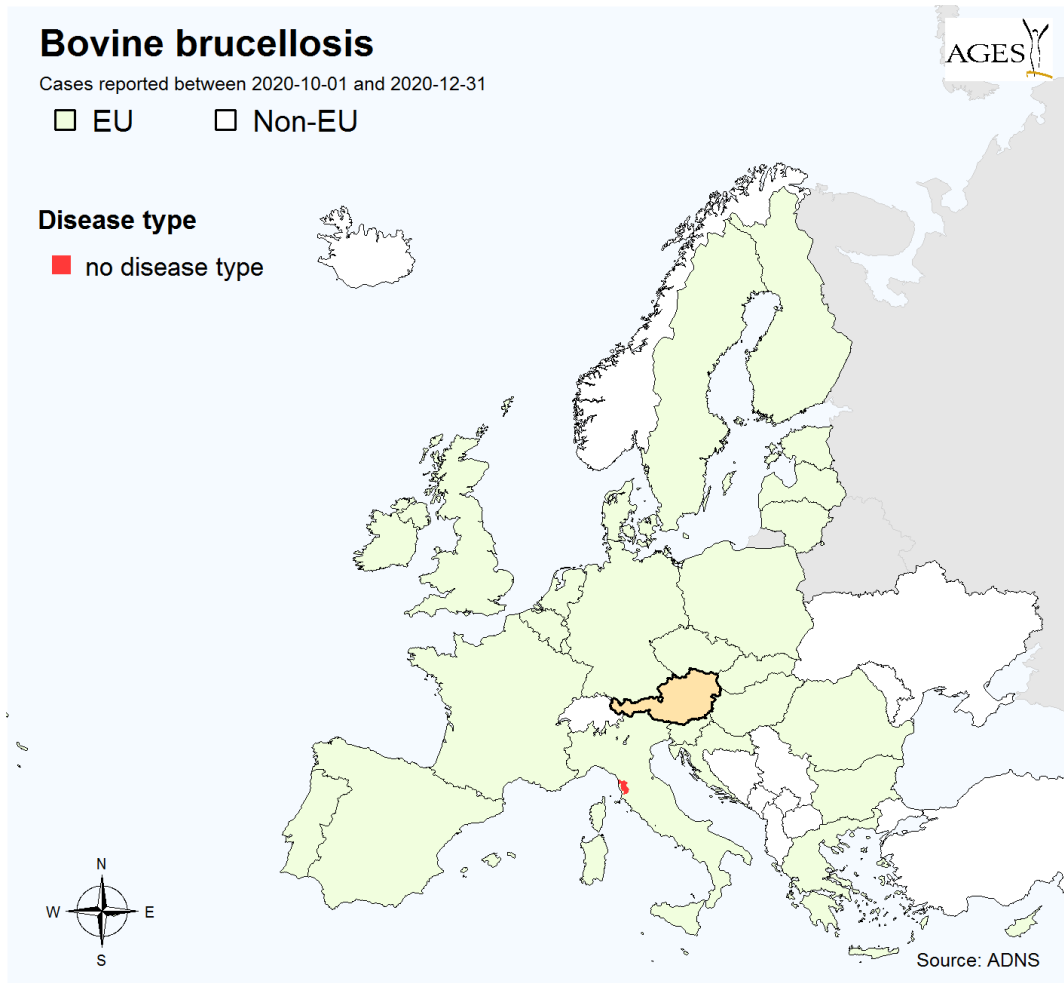 Bovine brucellosis
Cases reported between 2020-10-01 and 2020-12-31
EU Non-EU
AGES
Disease type
no disease type
N
W E
S
Source: ADNS